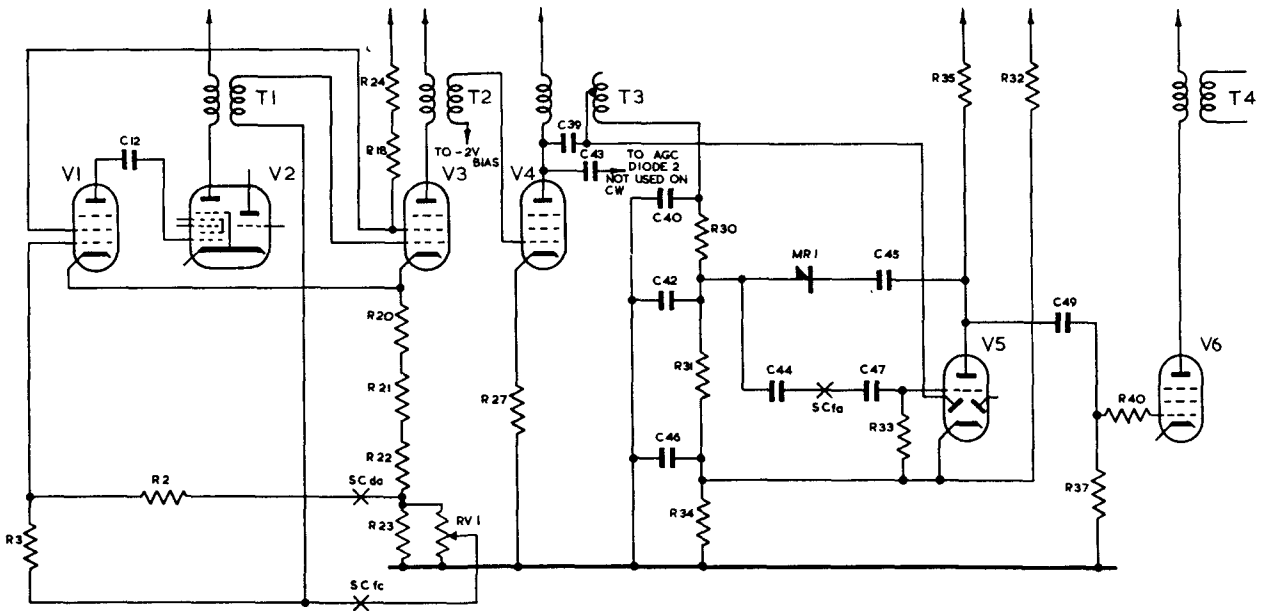 R24
T1
T2
T3
R35
R32
T4
C12
R18
TO -2V
BIAS
C39
C43
TO AGC
DIODE 2
NOT USED ON
CW
V1
V2
V3
V4
C40
R30
MR1
C45
C42
C49
R20
V5
V6
R31
C44
C47
SCfa
R21
R27
R33
R40
R22
C46
R2
SCda
R37
R34
R3
R23
RV1
SCfc